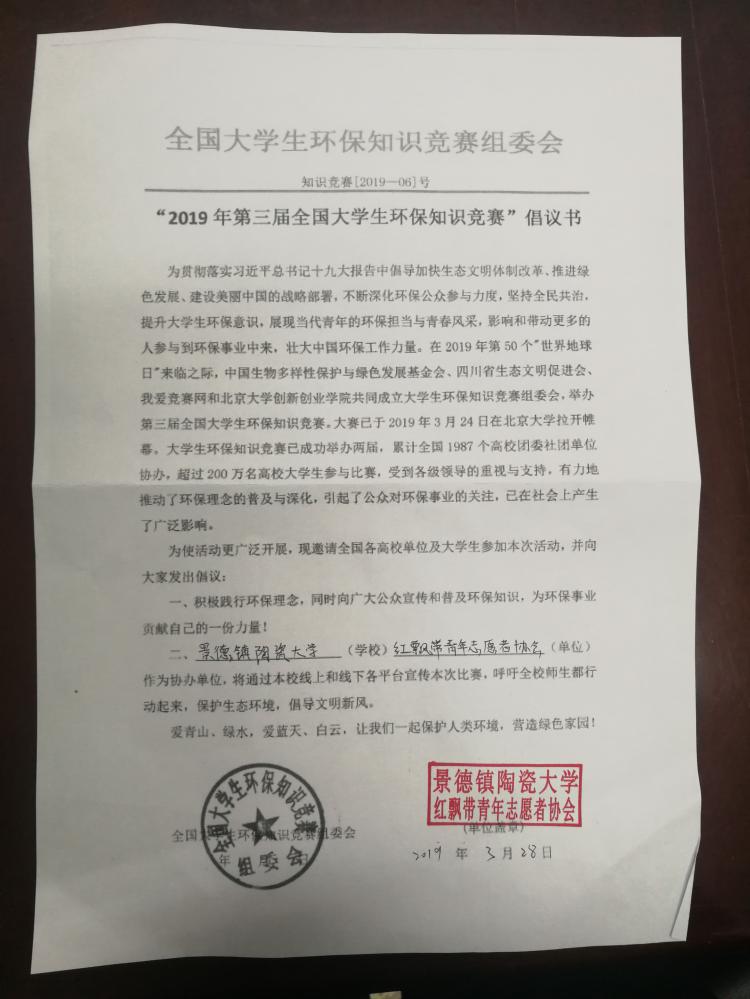 全国大学生环保知识竞赛组委会
知识竞赛[2019—06]号
“2019 年第三届全国大学生环保知识竞赛”倡议书
为贯彻落实习近平总书记十九大报告中倡导加快生态文明体制改革、推进绿
色发展、建设美丽中国的战略部署，不断深化环保公众参与力度，坚持全民共治，
提升大学生环保意识，展现当代青年的环保担当与青春风采，影响和带动更多的
人参与到环保事业中来，壮大中国环保工作力量。在 2019 年第 50 个"世界地球
日"来临之际，中国生物多样性保护与绿色发展基金会、四川省生态文明促进会、
我爱竞赛网和北京大学创新创业学院共同成立大学生环保知识竞赛组委会，举办
第三届全国大学生环保知识竞赛。大赛已于 2019 年 3 月 24 日在北京大学拉开帷
幕。大学生环保知识竞赛已成功举办两届，累计全国 1987 个高校团委社团单位
协办，超过 200 万名高校大学生参与比赛，受到各级领导的重视与支持，有力地
推动了环保理念的普及与深化，引起了公众对环保事业的关注，已在社会上产生
了广泛影响。
为使活动更广泛开展，现邀请全国各高校单位及大学生参加本次活动，并向
大家发出倡议：
一、积极践行环保理念，同时向广大公众宣传和普及环保知识，为环保事业
贡献自己的一份力量！
二、景德镇陶瓷大学（学校）红飘带青年志愿者协会（单位）
作为协办单位，将通过本校线上和线下各平台宣传本次比赛，呼吁全校师生都行
动起来，保护生态环境，倡导文明新风。
爱青山、绿水，爱蓝天、白云，让我们一起保护人类环境，营造绿色家园！
全国大学生环保知识竞赛
组委会
全国大学生环保知识竞赛组委会
年 月 日
景德镇陶瓷大学
红飘带青年志愿者协会
（单位盖章）
2019 年 3 月 28 日